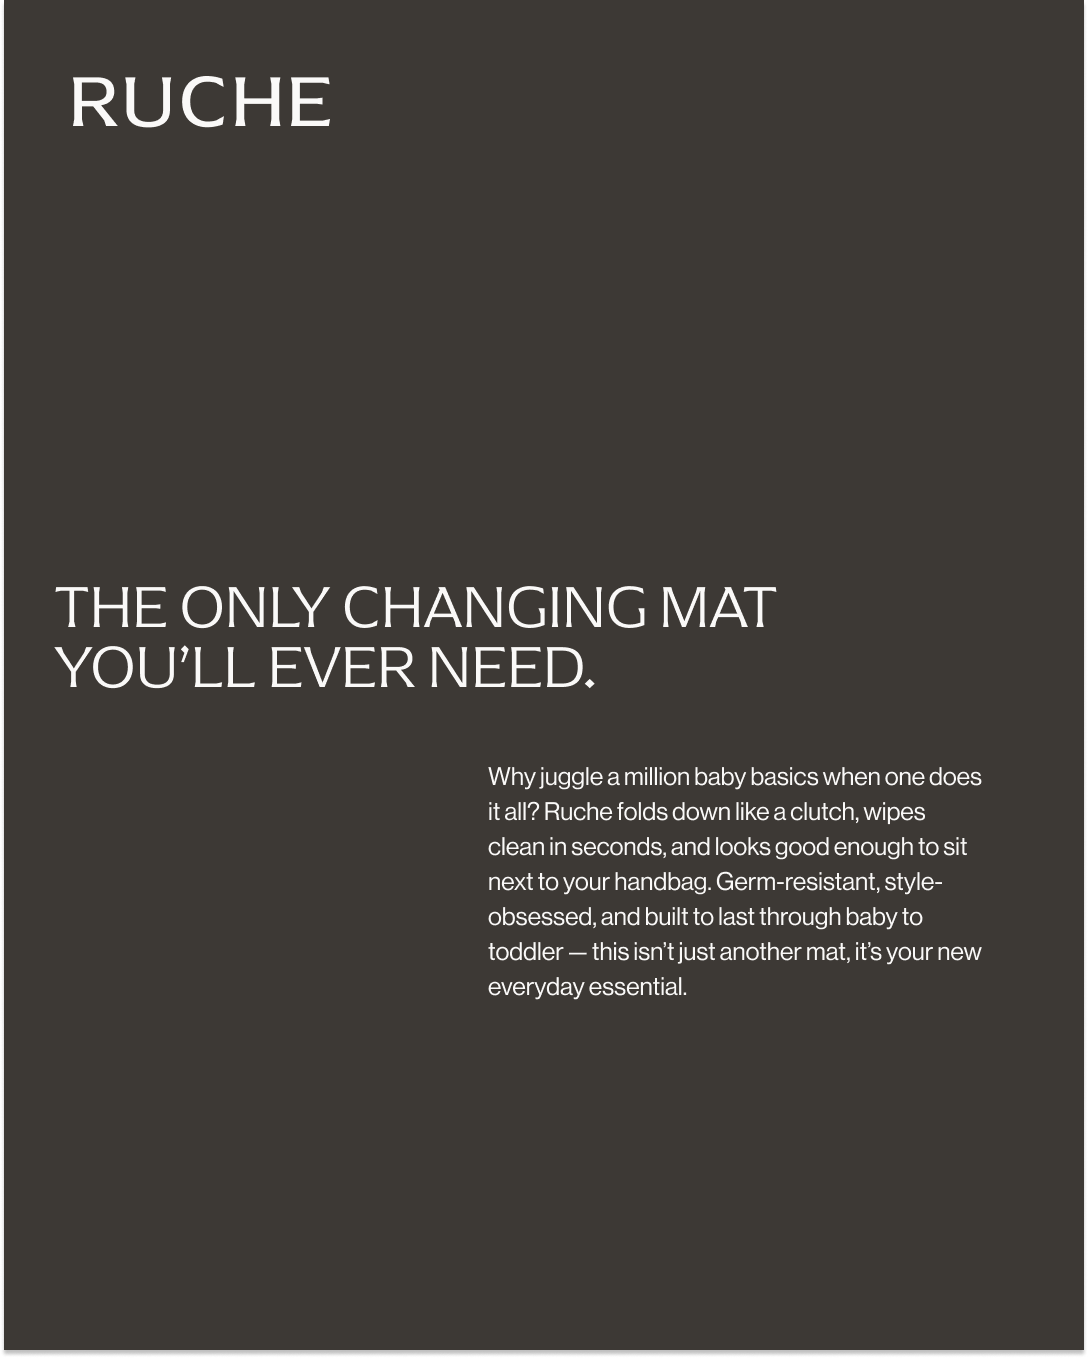 RUCHE
THE ONLY CHANGING MAT
YOU’LL EVER NEED.
Why juggle a million baby basics when one does
it all? Ruche folds down like a clutch, wipes
clean in seconds, and looks good enough to sit
next to your handbag. Germ-resistant, style-
obsessed, and built to last through baby to
toddler — this isn’t just another mat, it’s your new
everyday essential.